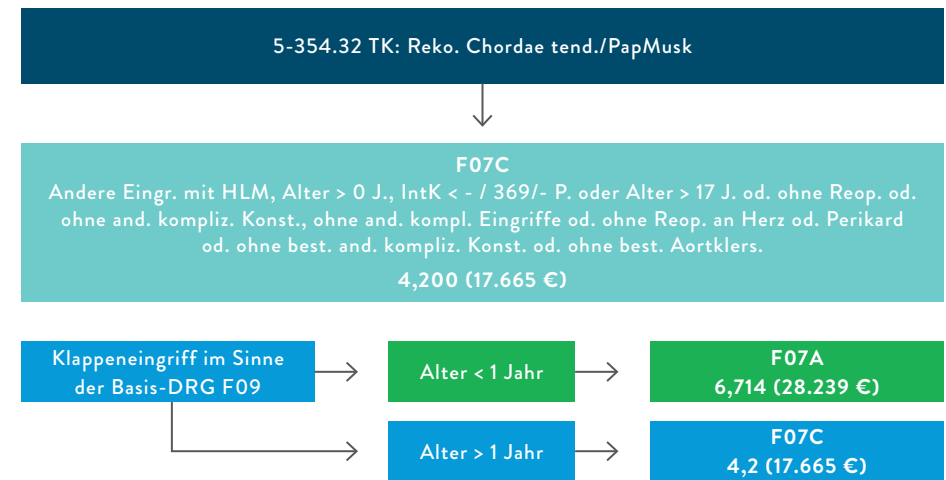 5-354.32 TK: Reko. Chordae tend./PapMusk
F07C
Andere Eingr. mit HLM, Alter > 0 J., IntK < - / 369/- P. oder Alter > 17 J. od. ohne Reop. od.
ohne and. kompliz. Konst., ohne and. kompl. Eingriffe od. ohne Reop. an Herz od. Perikard
od. ohne best. and. kompliz. Konst. od. ohne best. Aortklers.
4,200 (17.665 €)
Klappeneingriff im Sinne
der Basis-DRG F09
Alter < 1 Jahr
F07A
6,714 (28.239 €)
Alter > 1 Jahr
F07C
4,2 (17.665 €)